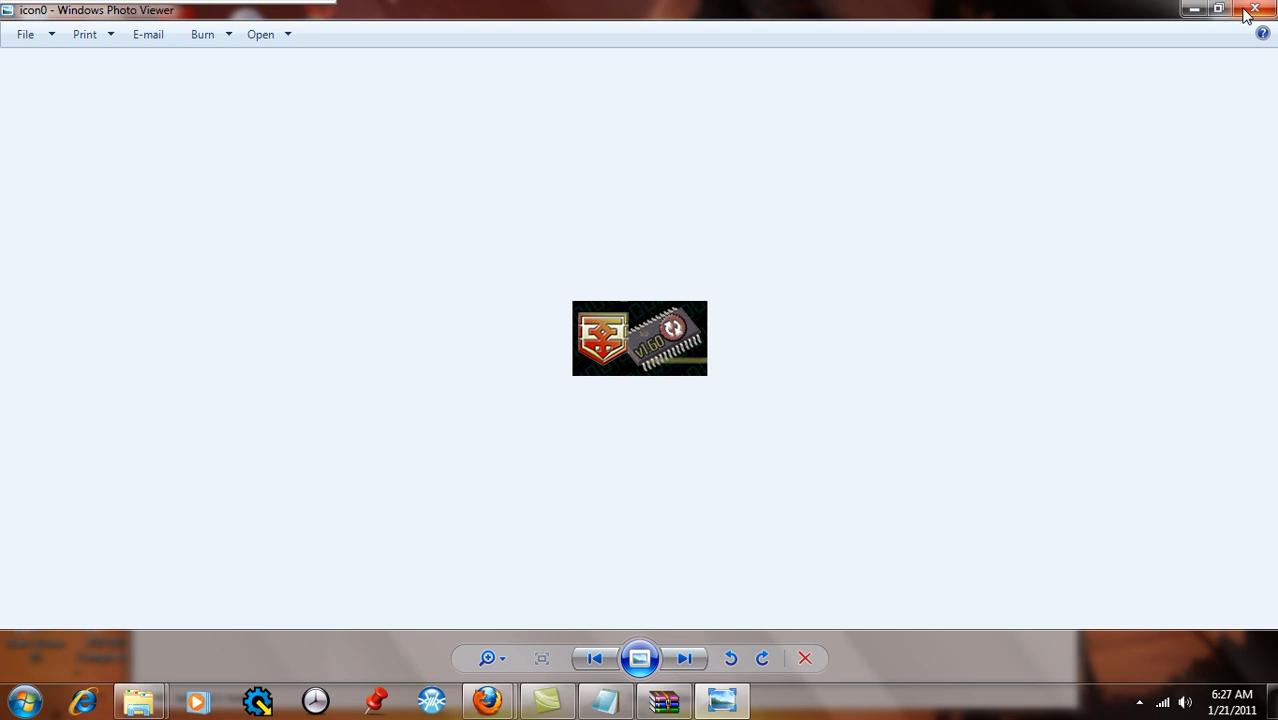 icon0 - Windows Photo Viewer
File Print E-mail Burn Open
v1.60
6:27 AM
1/21/2011